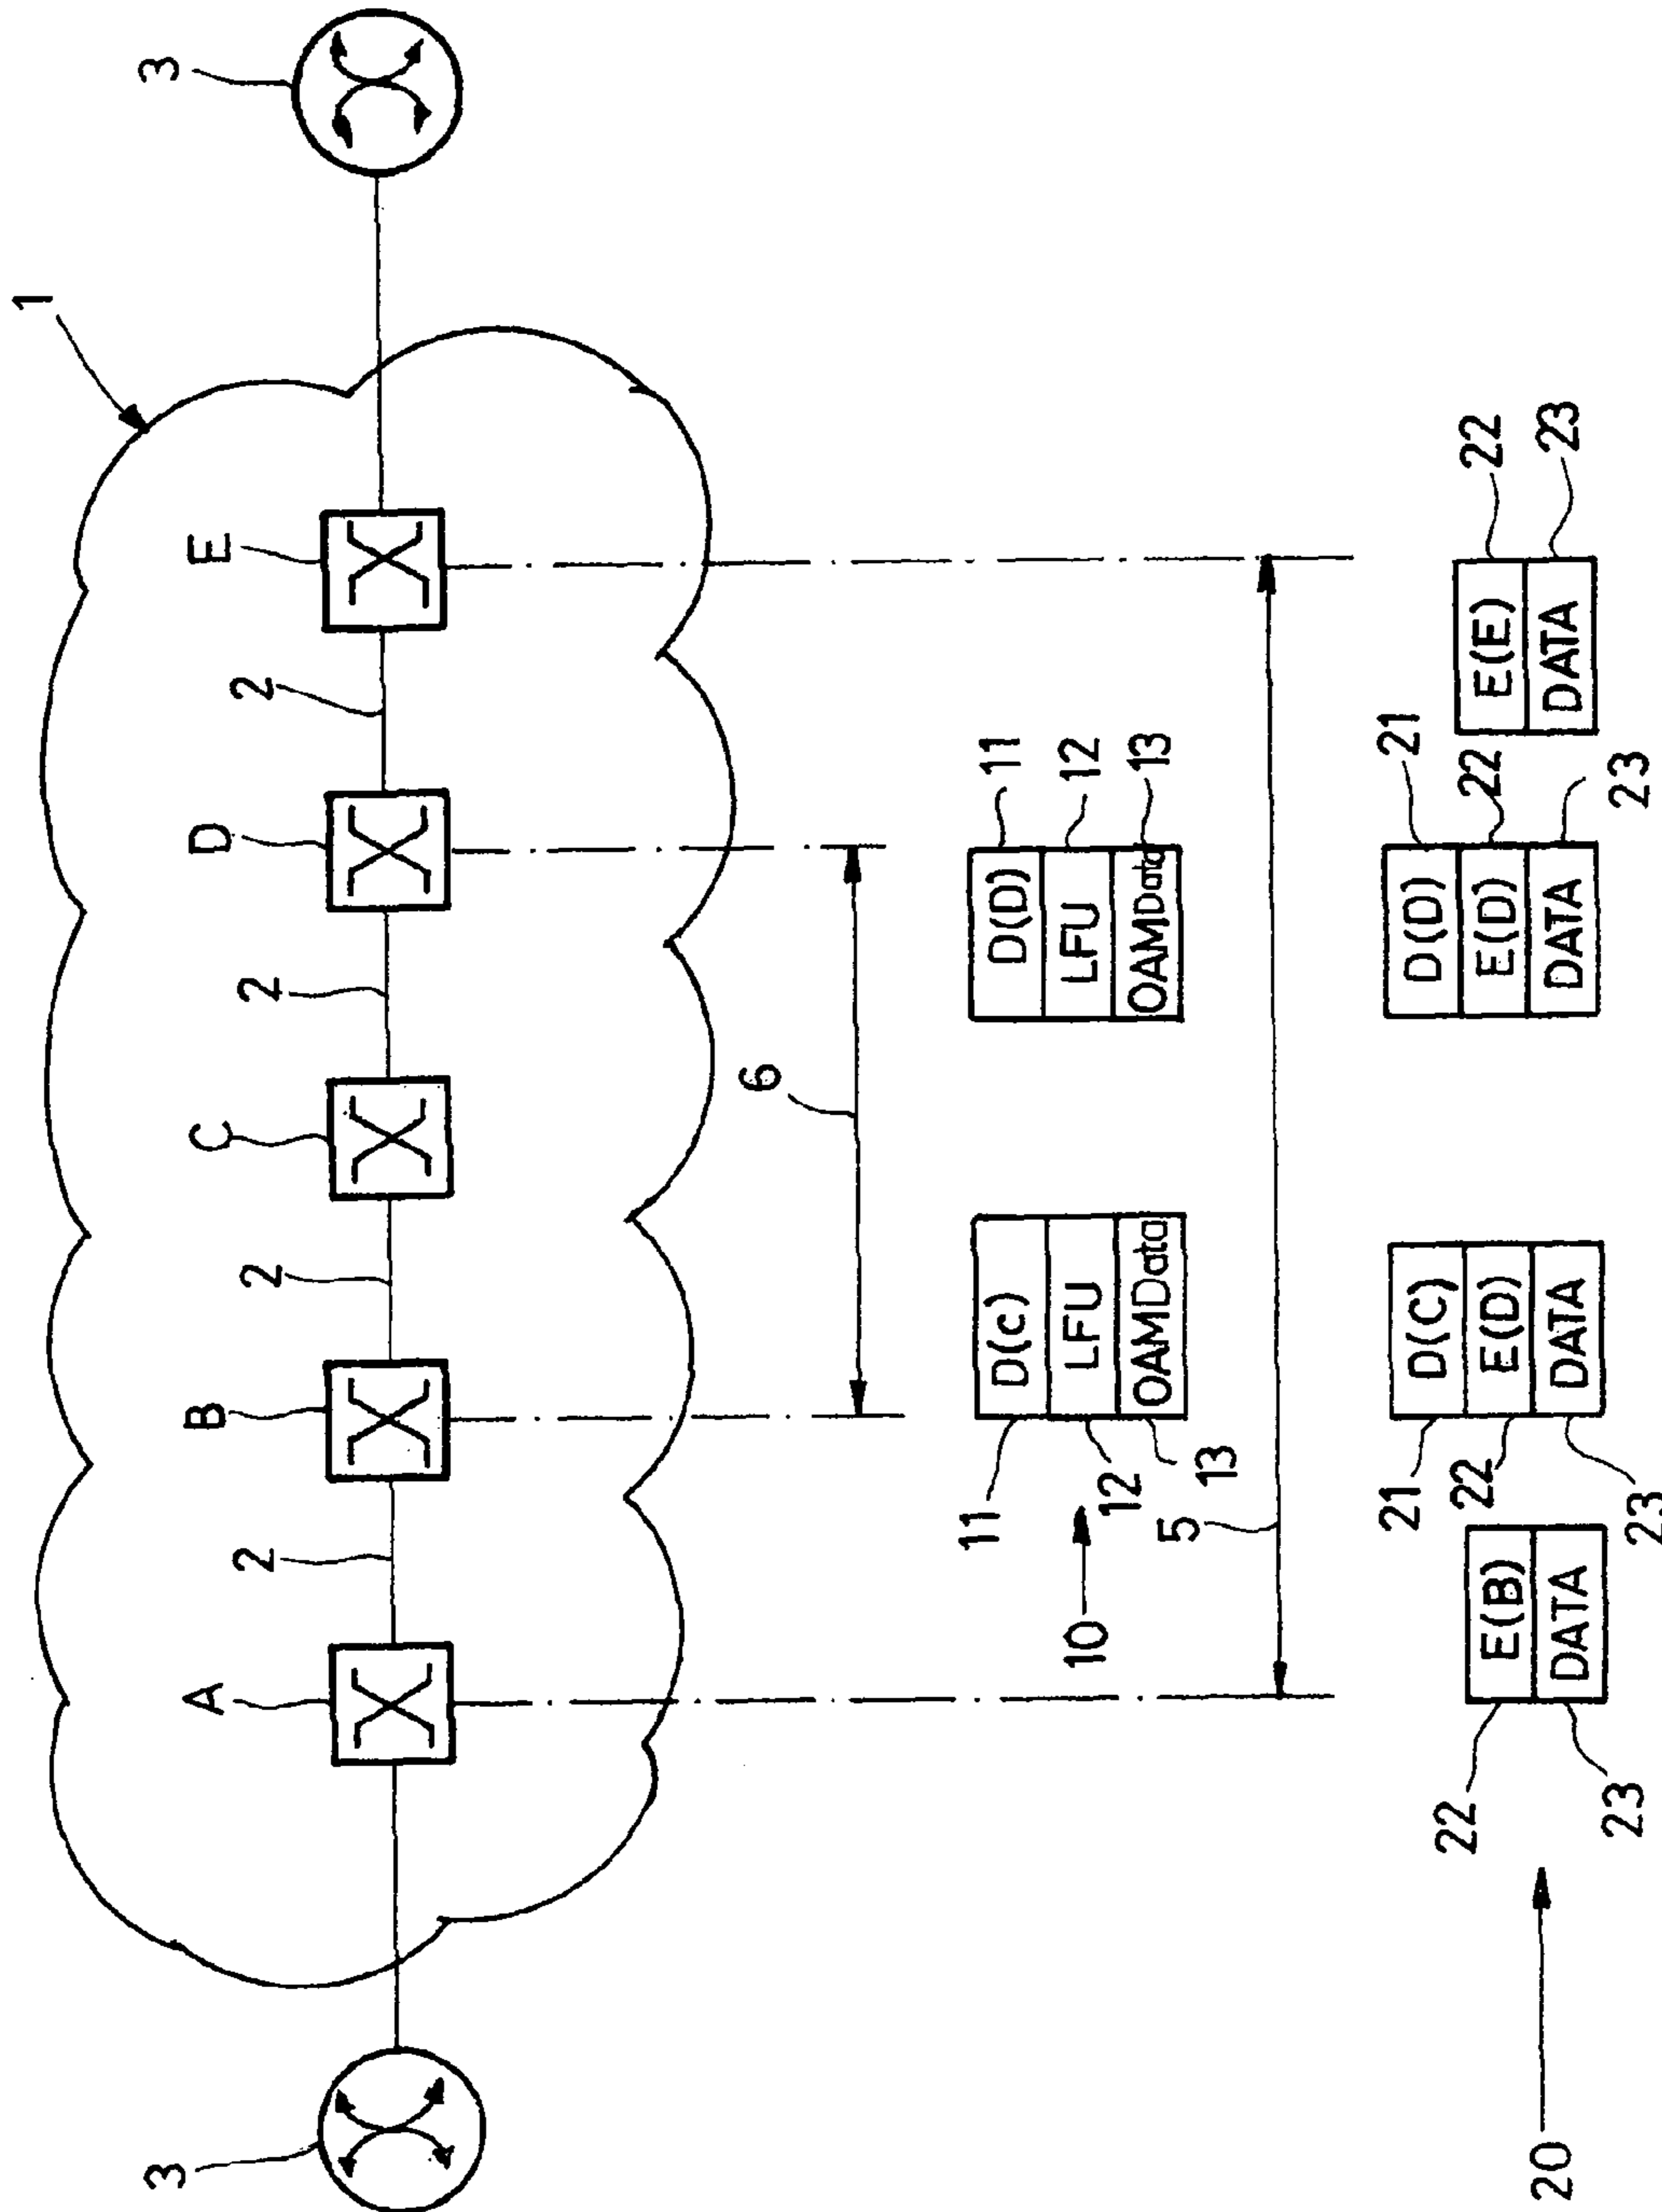 1
3 A B C D E 3
2 2 2 2
6
11 D(c) D(D) 11
12 LFU LFU 12
13 OAMData OAMData 13
10
5
21 D(C) D(D) 21
22 E(B) 22 E(D) E(D) 22 E(E) 22
23 DATA 23 DATA DATA 23 DATA 23
20